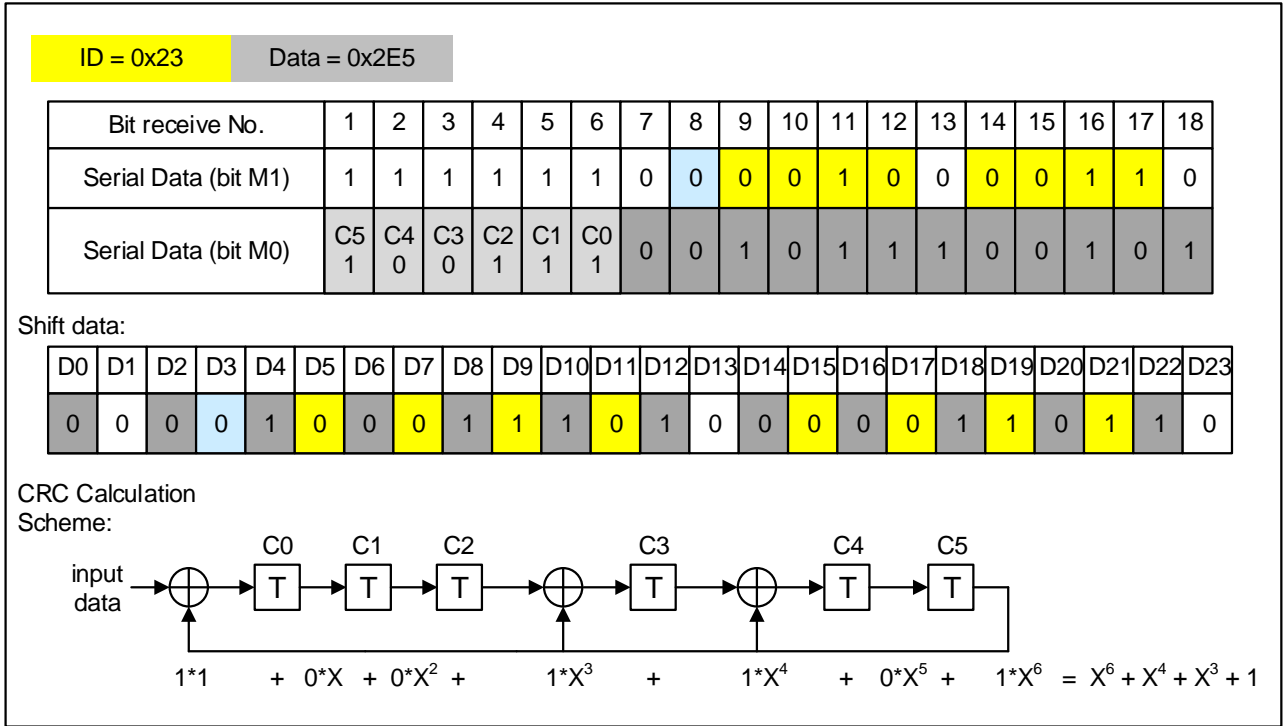 ID = 0x23 Data = 0x2E5
Bit receive No. 1 2 3 4 5 6 7 8 9 10 11 12 13 14 15 16 17 18
Serial Data (bit M1) 1 1 1 1 1 1 0 0 0 0 1 0 0 0 0 1 1 0
Serial Data (bit M0) C5 1 C4 0 C3 0 C2 1 C1 1 C0 1 0 0 1 0 1 1 1 0 0 1 0 1
Shift data:
D0 D1 D2 D3 D4 D5 D6 D7 D8 D9 D10 D11 D12 D13 D14 D15 D16 D17 D18 D19 D20 D21 D22 D23
0 0 0 0 1 0 0 0 1 1 1 0 1 0 0 0 0 0 1 1 0 1 1 0
CRC Calculation
Scheme:
C0 C1 C2 C3 C4 C5
input
data
T T T T T T
1*1 + 0*X + 0*X² + 1*X³ + 1*X⁴ + 0*X⁵ + 1*X⁶ = X⁶ + X⁴ + X³ + 1